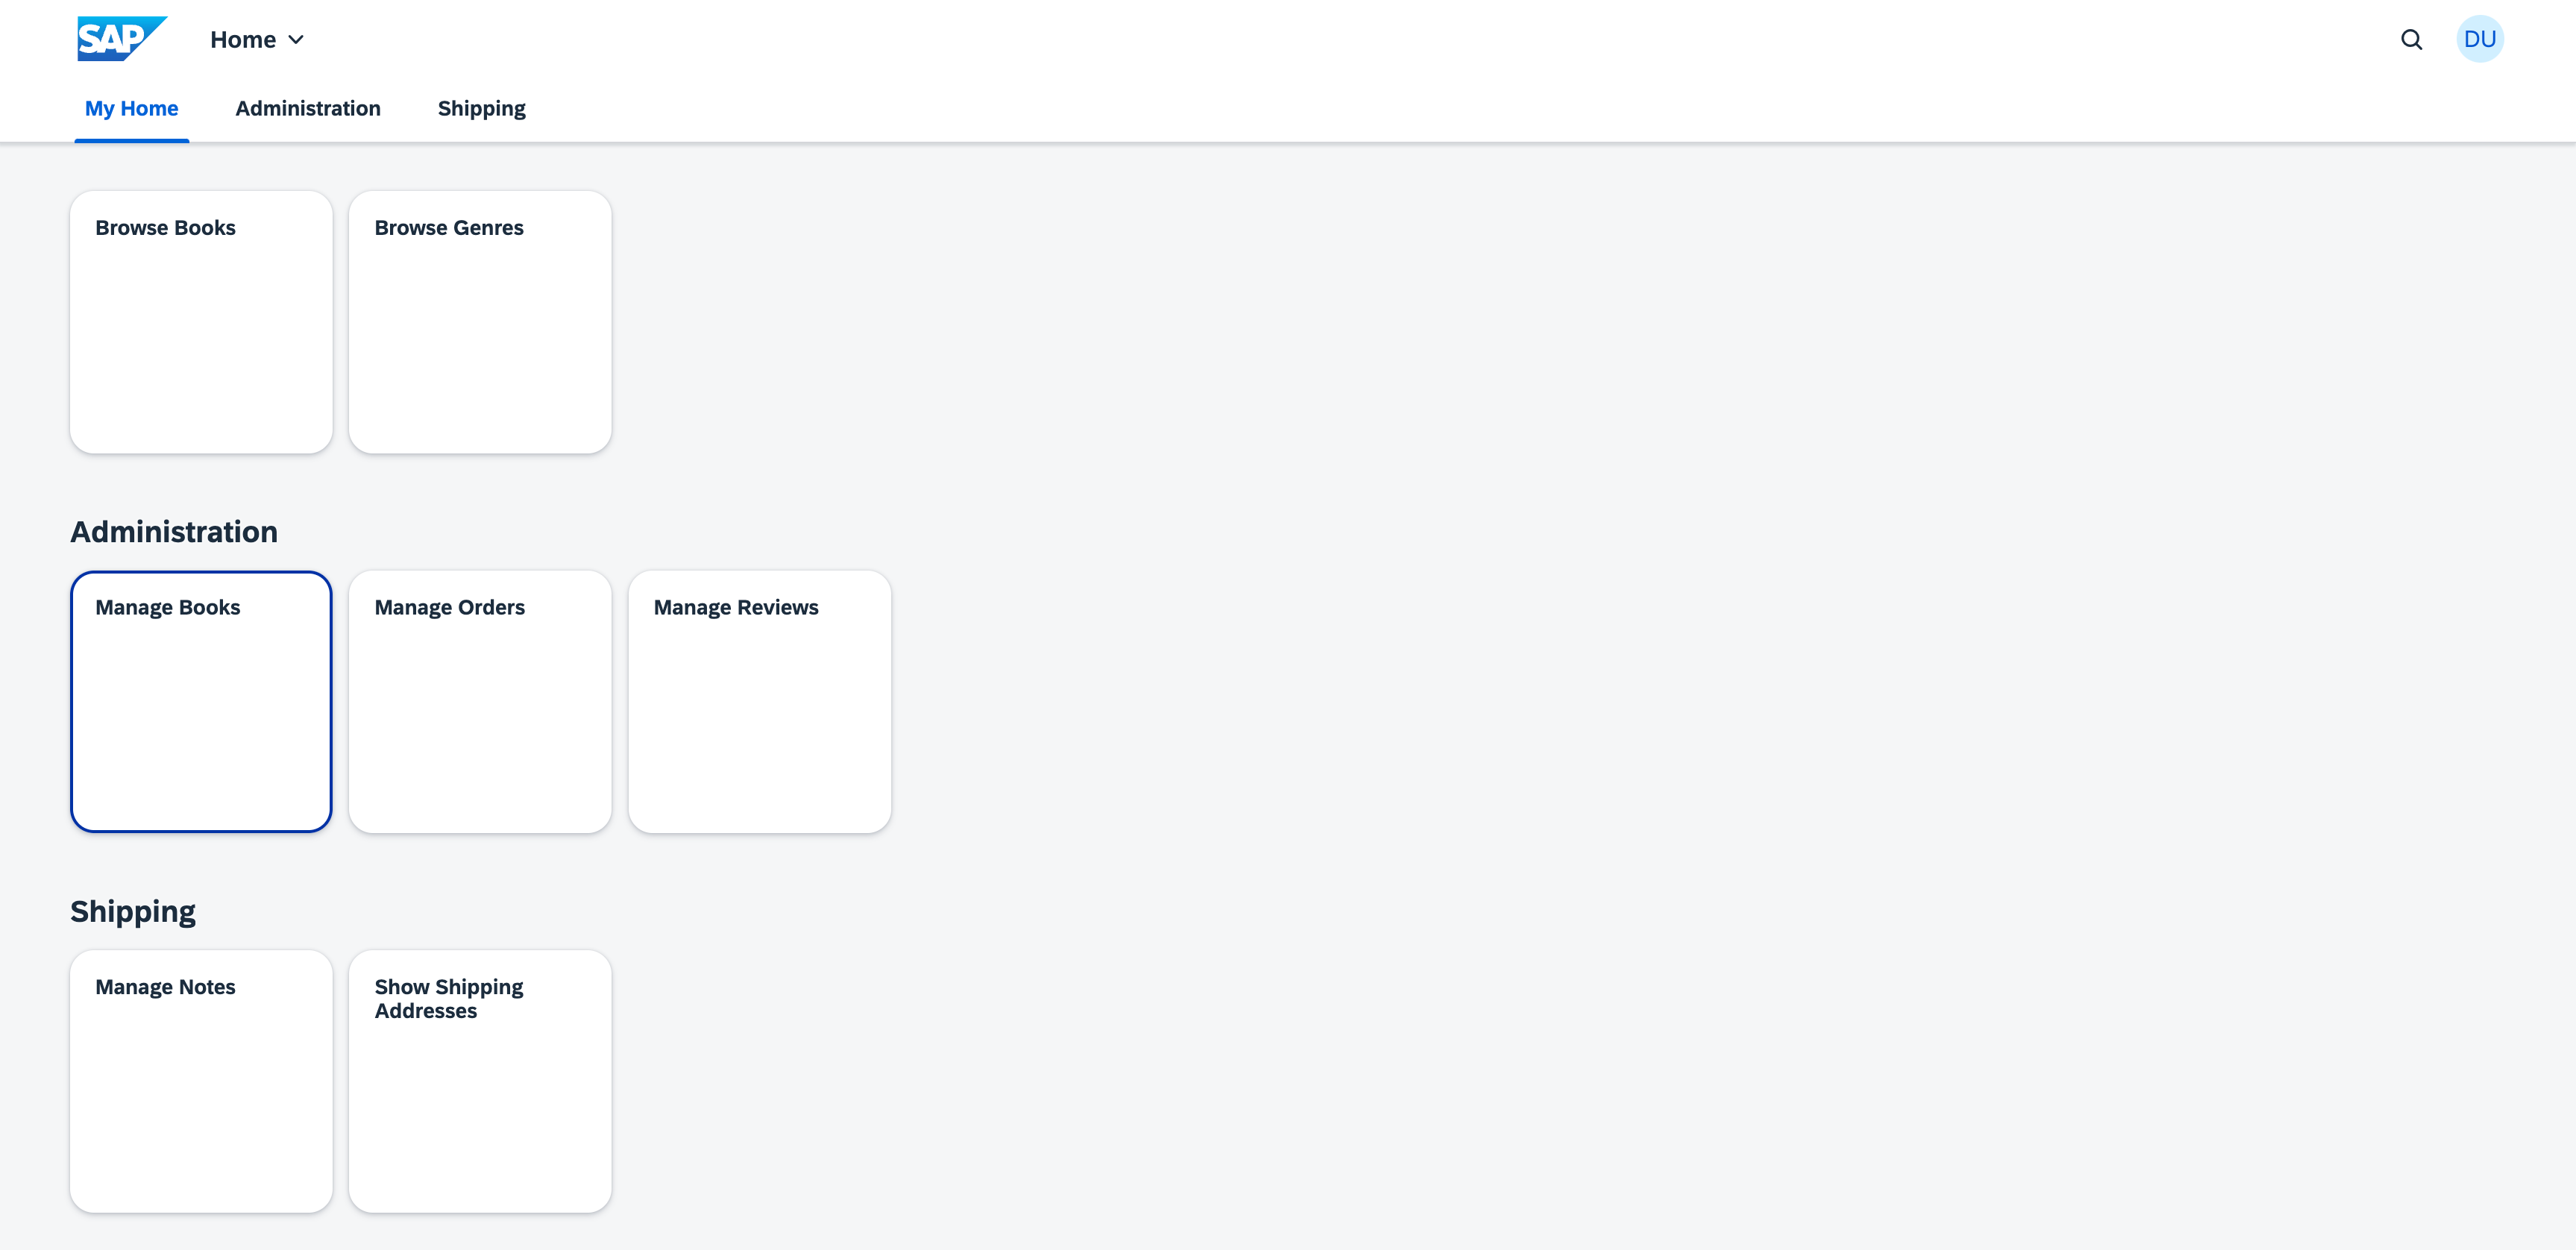 SAP
Home
DU
My Home
Administration
Shipping
Browse Books
Browse Genres
Administration
Manage Books
Manage Orders
Manage Reviews
Shipping
Manage Notes
Show Shipping
Addresses